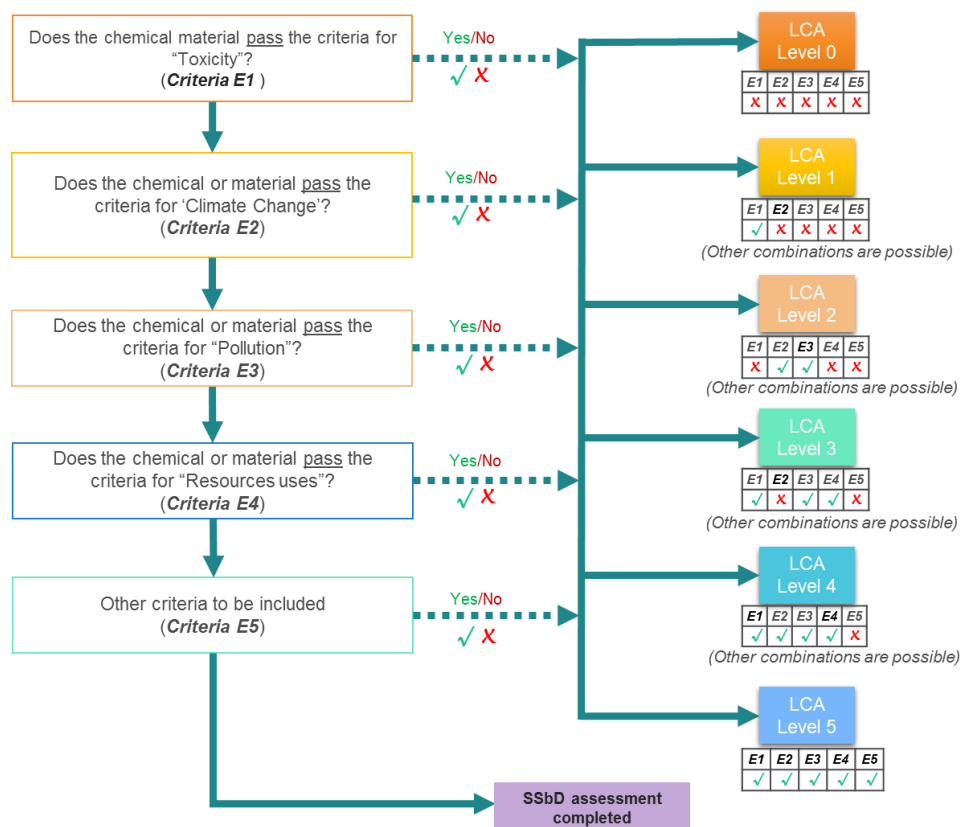 Does the chemical material pass the criteria for
“Toxicity”?
(Criteria E1 )
Yes/No
✓ X
Does the chemical or material pass the
criteria for ‘Climate Change’?
(Criteria E2)
Yes/No
✓ X
Does the chemical or material pass the
criteria for “Pollution”?
(Criteria E3)
Yes/No
✓ X
Does the chemical or material pass the
criteria for “Resources uses”?
(Criteria E4)
Yes/No
✓ X
Other criteria to be included
(Criteria E5)
Yes/No
✓ X
SSbD assessment
completed
LCA
Level 0
E1 E2 E3 E4 E5
X X X X X
LCA
Level 1
E1 E2 E3 E4 E5
✓ X X X X
(Other combinations are possible)
LCA
Level 2
E1 E2 E3 E4 E5
X ✓ ✓ X X
(Other combinations are possible)
LCA
Level 3
E1 E2 E3 E4 E5
✓ X ✓ ✓ X
(Other combinations are possible)
LCA
Level 4
E1 E2 E3 E4 E5
✓ ✓ ✓ ✓ X
(Other combinations are possible)
LCA
Level 5
E1 E2 E3 E4 E5
✓ ✓ ✓ ✓ ✓